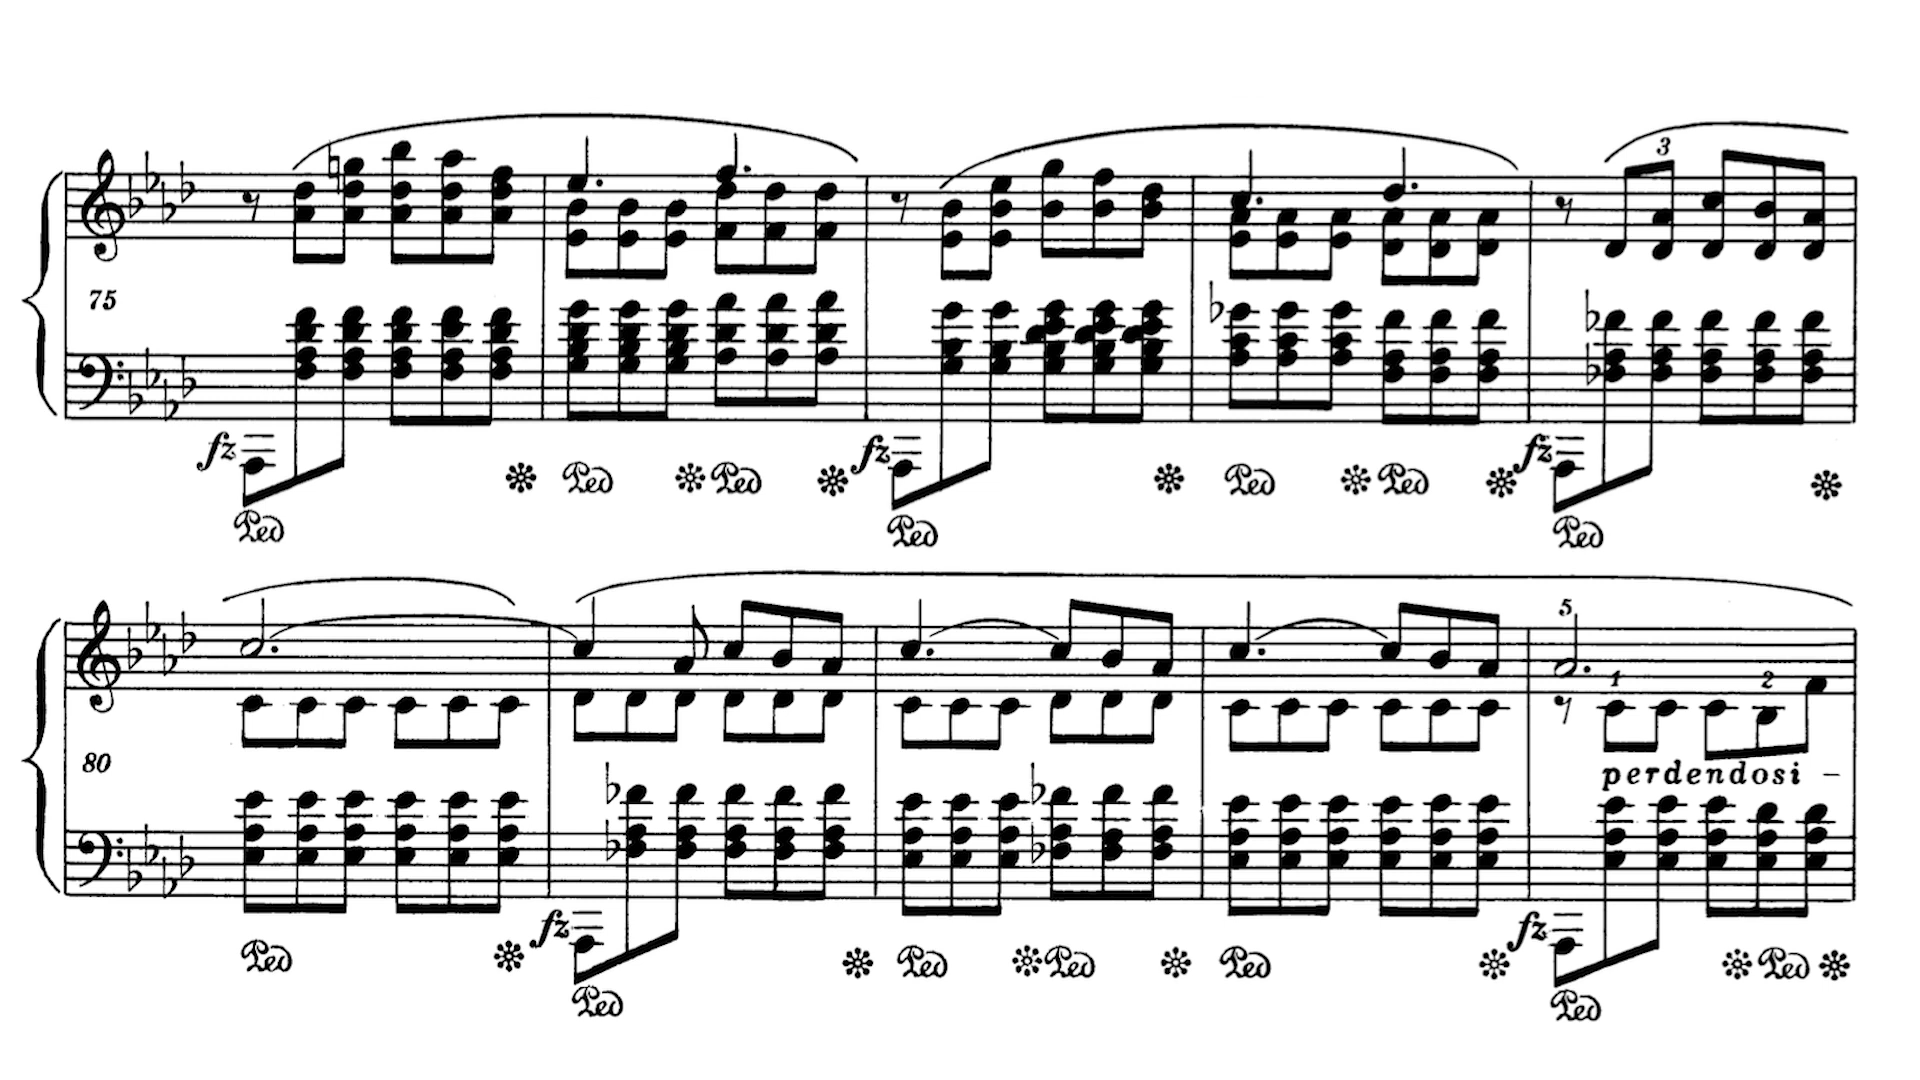 3
75
fz Ped Ped Ped fz Ped Ped Ped fz Ped
5
1 2
80
perdendosi –
fz Ped Ped Ped Ped Ped fz Ped Ped